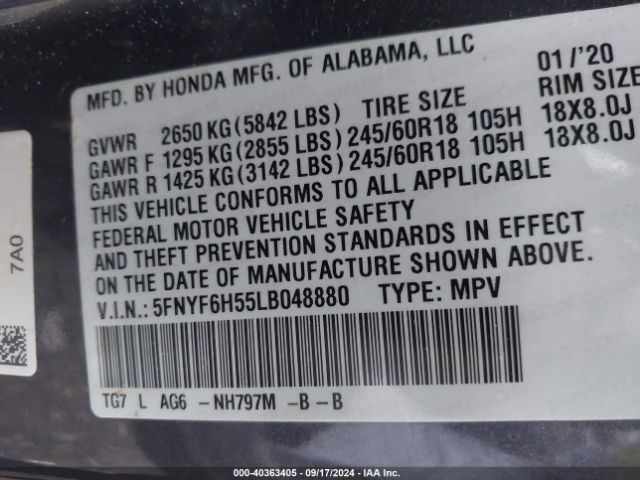 MFD. BY HONDA MFG. OF ALABAMA, LLC 01/'20
GVWR 2650 KG(5842 LBS) TIRE SIZE RIM SIZE
GAWR F 1295 KG(2855 LBS)245/60R18 105H 18X8.0J
GAWR R 1425 KG(3142 LBS)245/60R18 105H 18X8.0J
THIS VEHICLE CONFORMS TO ALL APPLICABLE
FEDERAL MOTOR VEHICLE SAFETY
AND THEFT PREVENTION STANDARDS IN EFFECT
ON THE DATE OF MANUFACTURE SHOWN ABOVE.
V.I.N.: 5FNYF6H55LB048880 TYPE: MPV
TG7 L AG6 -NH797M -B -B
7A0
000-40363405 - 09/17/2024 - IAA Inc.